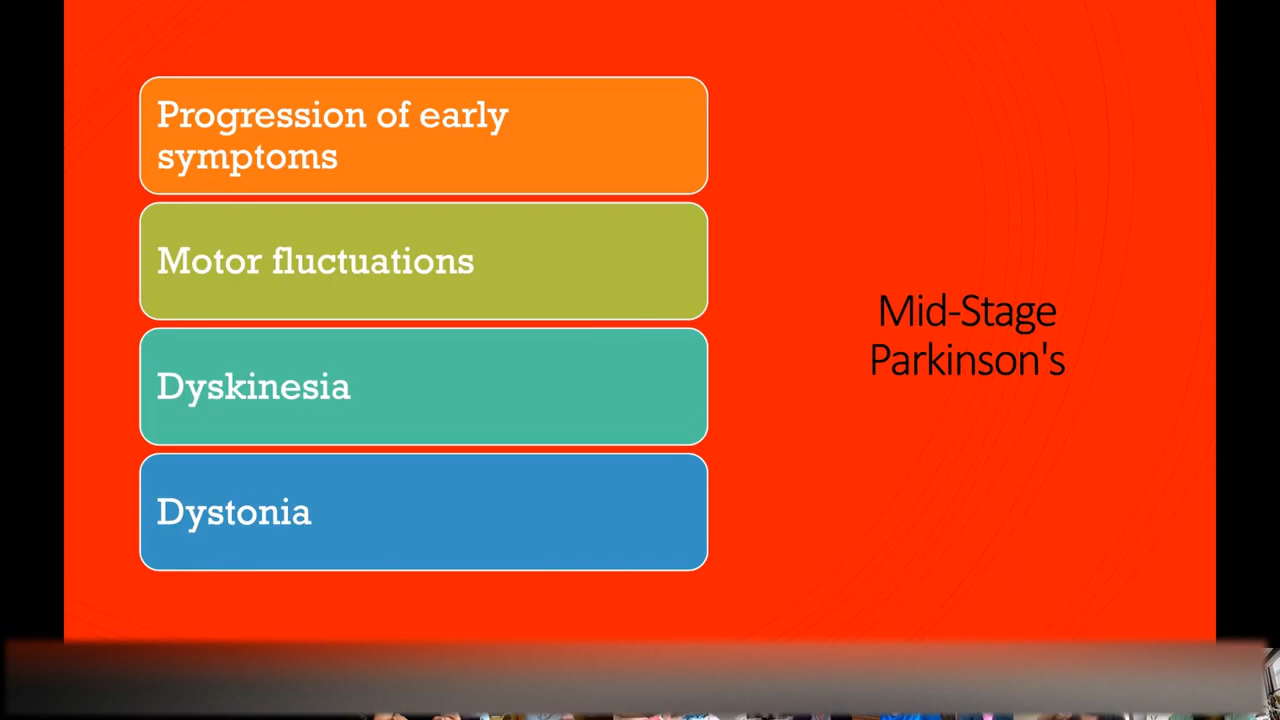 Progression of early
symptoms
Motor fluctuations
Dyskinesia
Dystonia
Mid-Stage
Parkinson's